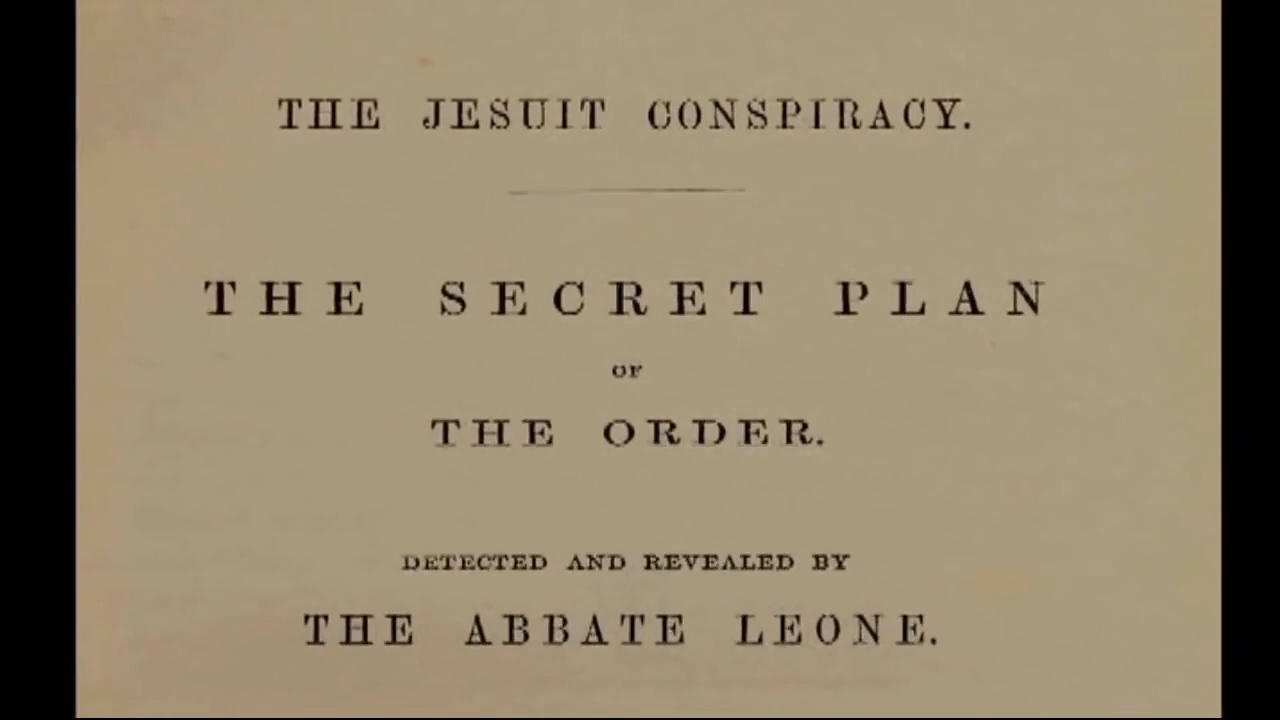 THE JESUIT CONSPIRACY.
THE SECRET PLAN
OF
THE ORDER.
DETECTED AND REVEALED BY
THE ABBATE LEONE.